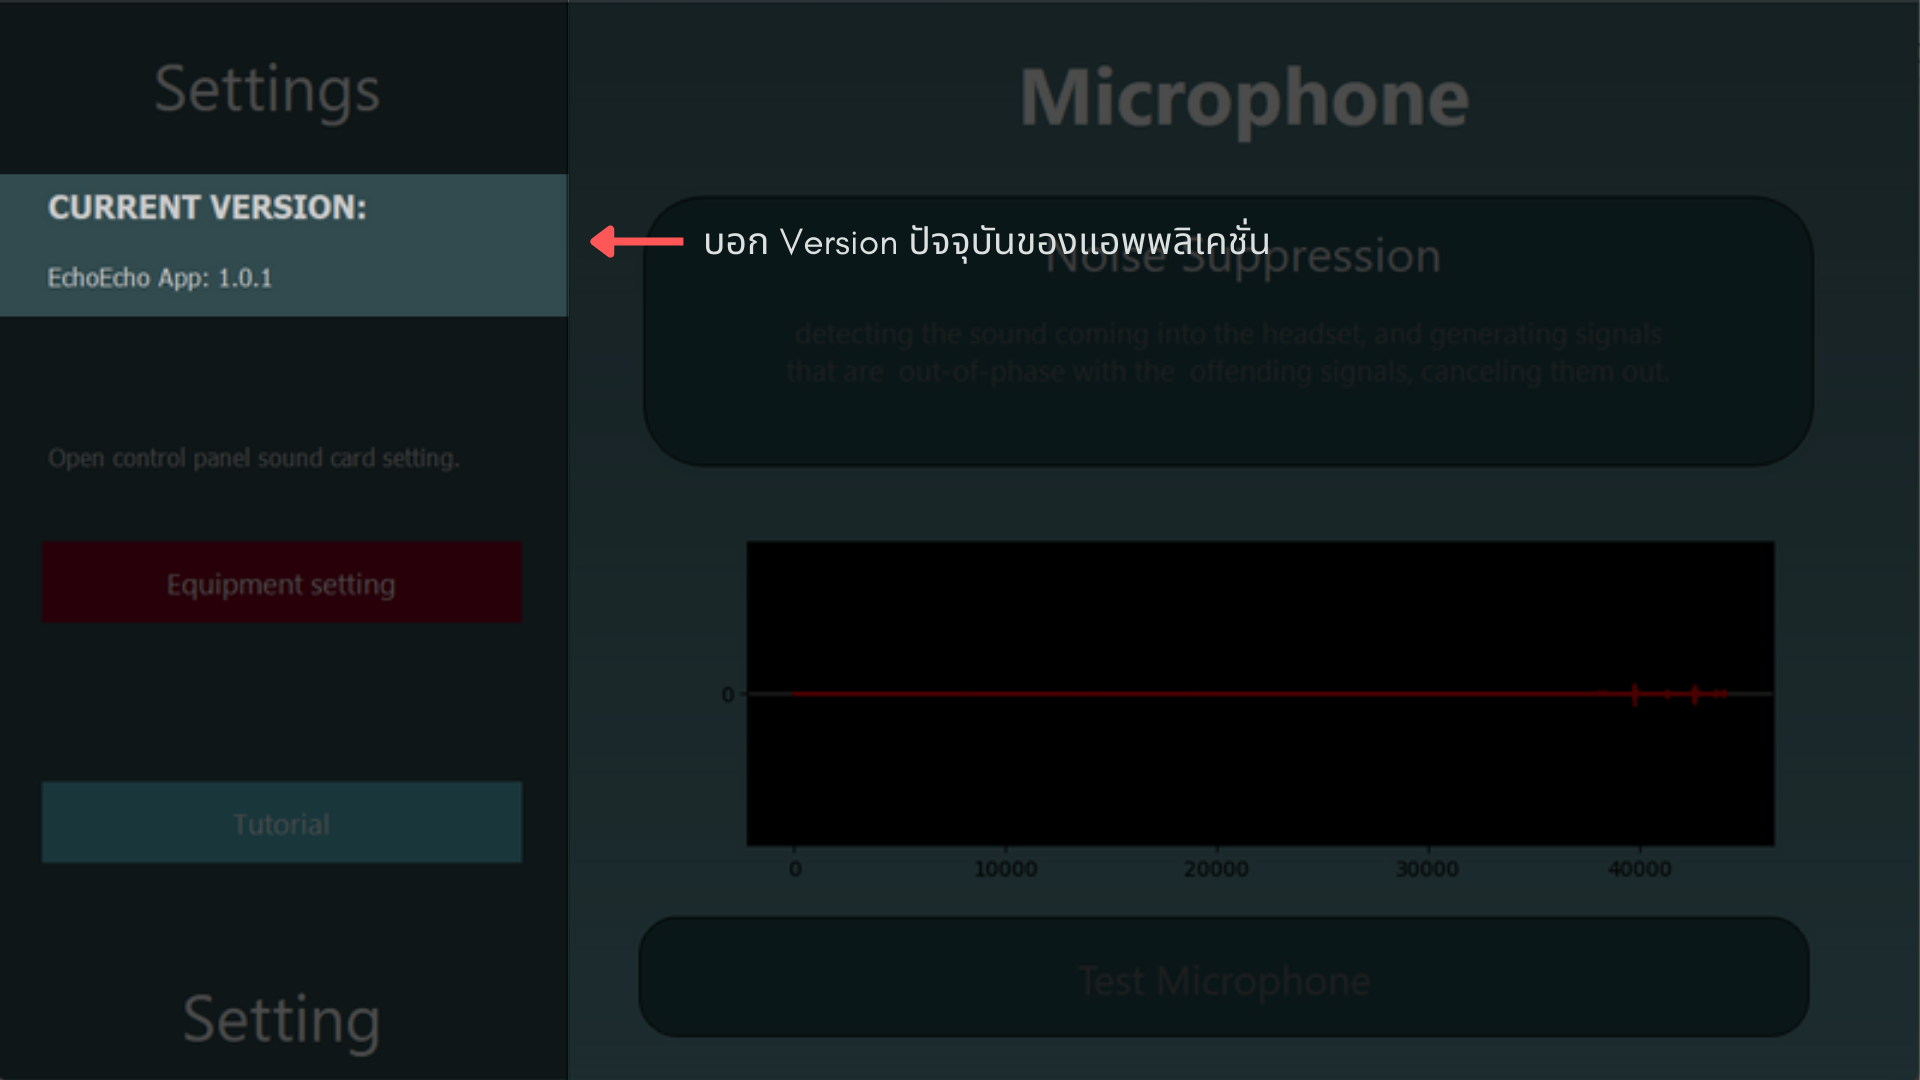 Settings
CURRENT VERSION:
EchoEcho App: 1.0.1
Open control panel sound card setting.
Equipment setting
Tutorial
Setting
Microphone
บอก Version ปัจจุบันของแอพพลิเคชั่น
Noise Suppression
detecting the sound coming into the headset, and generating signals
that are out-of-phase with the offending signals, canceling them out.
0
0 10000 20000 30000 40000
Test Microphone